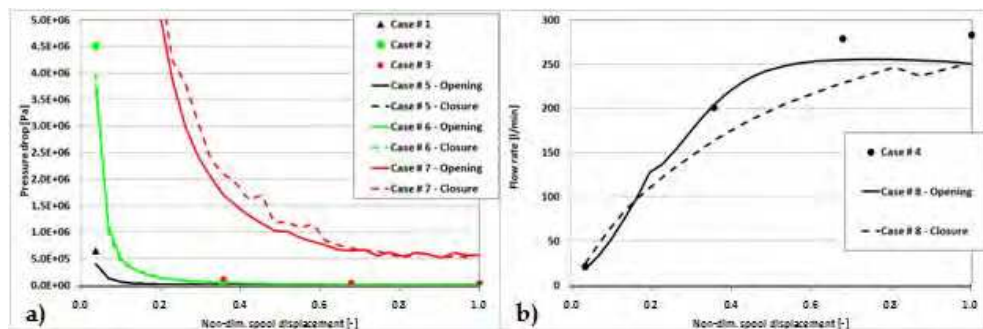 5.0E+06
4.5E+06
4.0E+06
3.5E+06
3.0E+06
2.5E+06
2.0E+06
1.5E+06
1.0E+06
5.0E+05
0.0E+00
Pressure drop [Pa]
0.0 0.2 0.4 0.6 0.8 1.0
Non-dim. spool displacement [-]
a)
Case # 1
Case # 2
Case # 3
Case # 5 - Opening
Case # 5 - Closure
Case # 6 - Opening
Case # 6 - Closure
Case # 7 - Opening
Case # 7 - Closure
300
250
200
150
100
50
0
Flow rate [l/min]
0.0 0.2 0.4 0.6 0.8 1.0
Non-dim. spool displacement [-]
b)
Case # 4
Case # 8 - Opening
Case # 8 - Closure